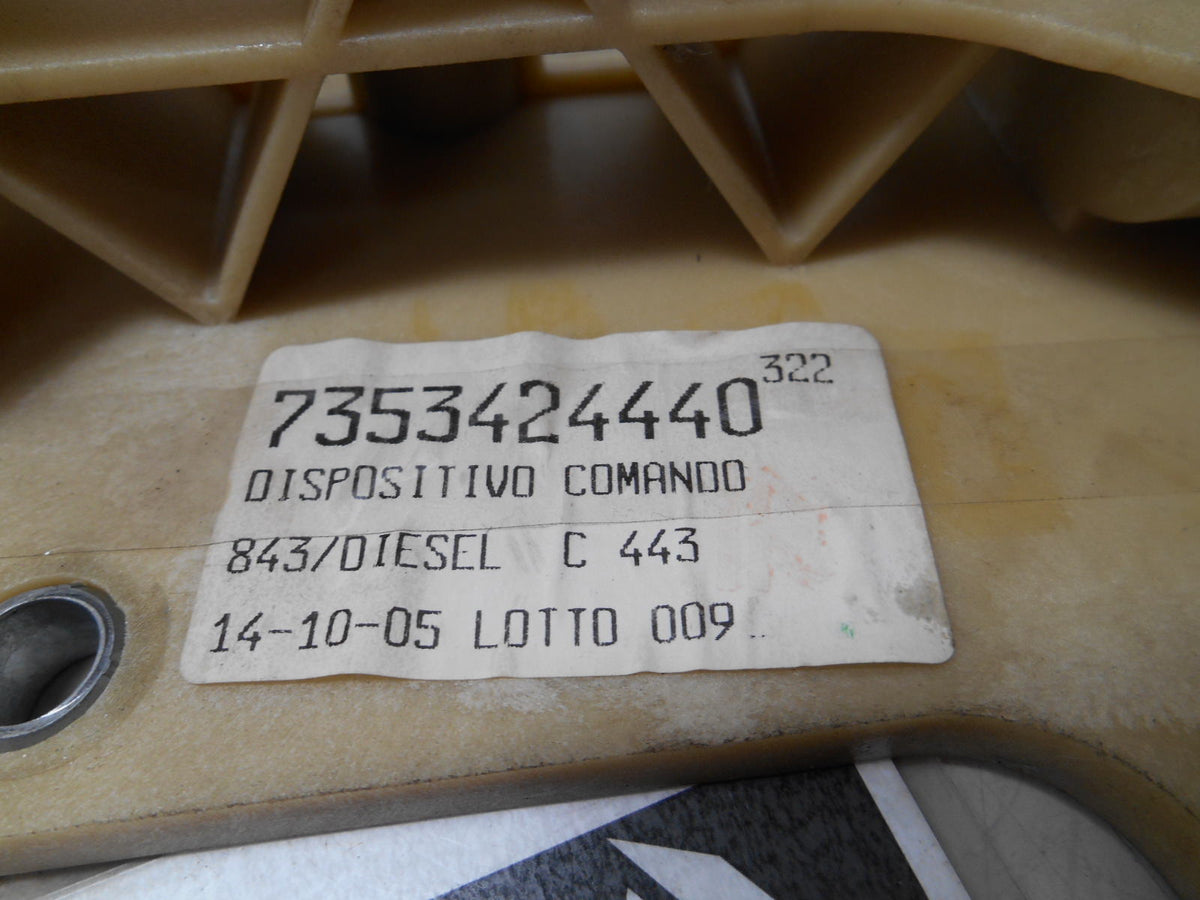 7353424440 322
DISPOSITIVO COMANDO
843/DIESEL C 443
14-10-05 LOTTO 009